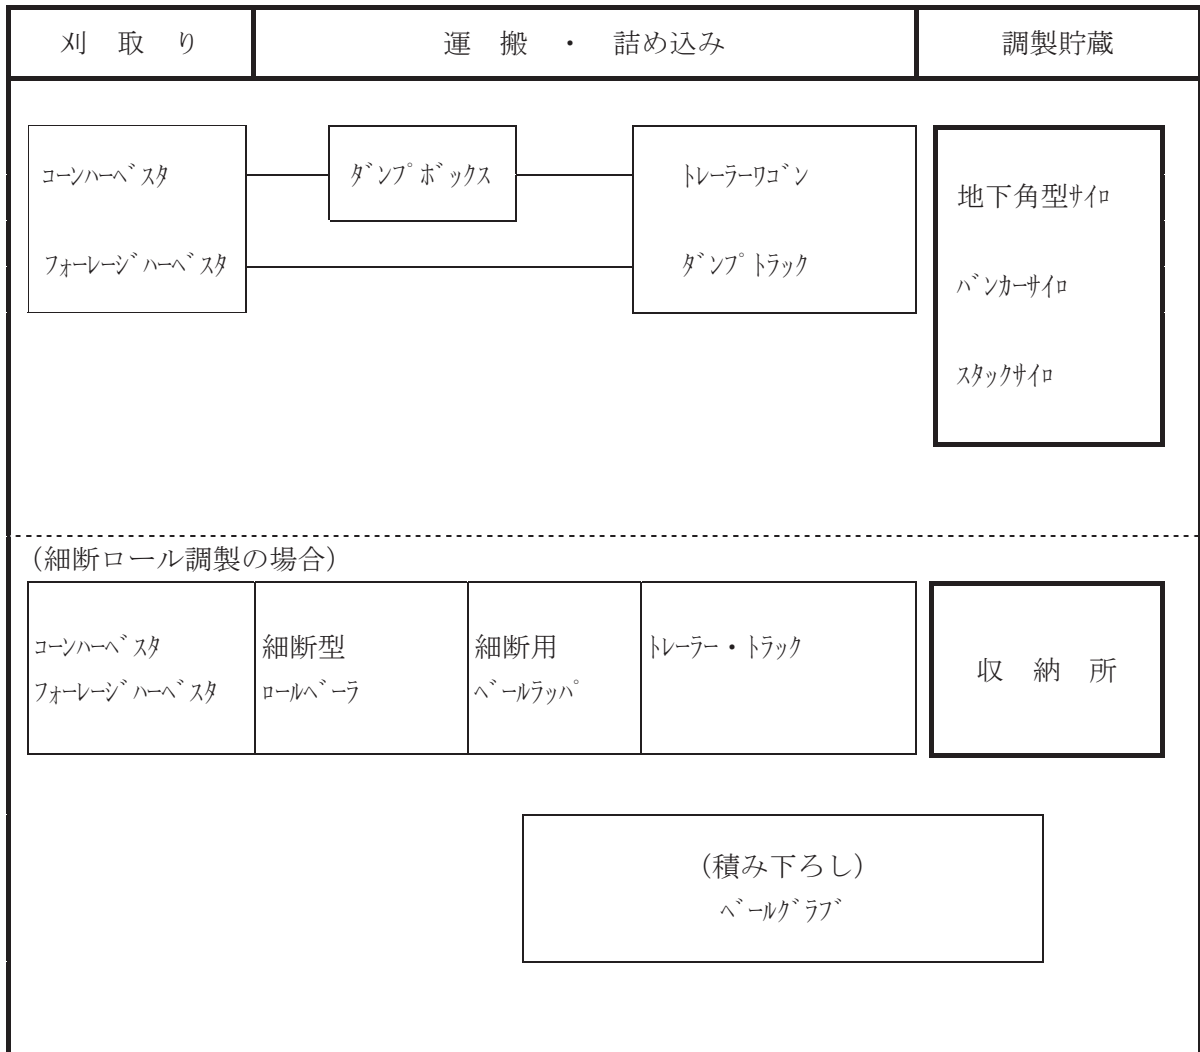 刈 取 り 運 搬 ・ 詰め込み 調製貯蔵
ｺｰﾝﾊｰﾍﾞｽﾀ ﾀﾞﾝﾌﾟﾎﾞｯｸｽ ﾄﾚｰﾗｰﾜｺﾞﾝ
地下角型ｻｲﾛ
ﾌｫｰﾚｰｼﾞﾊｰﾍﾞｽﾀ ﾀﾞﾝﾌﾟﾄﾗｯｸ
ﾊﾞﾝｶｰｻｲﾛ
ｽﾀｯｸｻｲﾛ
(細断ロール調製の場合)
ｺｰﾝﾊｰﾍﾞｽﾀ 細断型 細断用 ﾄﾚｰﾗｰ・ﾄﾗｯｸ
収 納 所
ﾌｫｰﾚｰｼﾞﾊｰﾍﾞｽﾀ ﾛｰﾙﾍﾞｰﾗ ﾍﾞｰﾙﾗｯﾊﾟ
(積み下ろし)
ﾍﾞｰﾙｸﾞﾗﾌﾞ